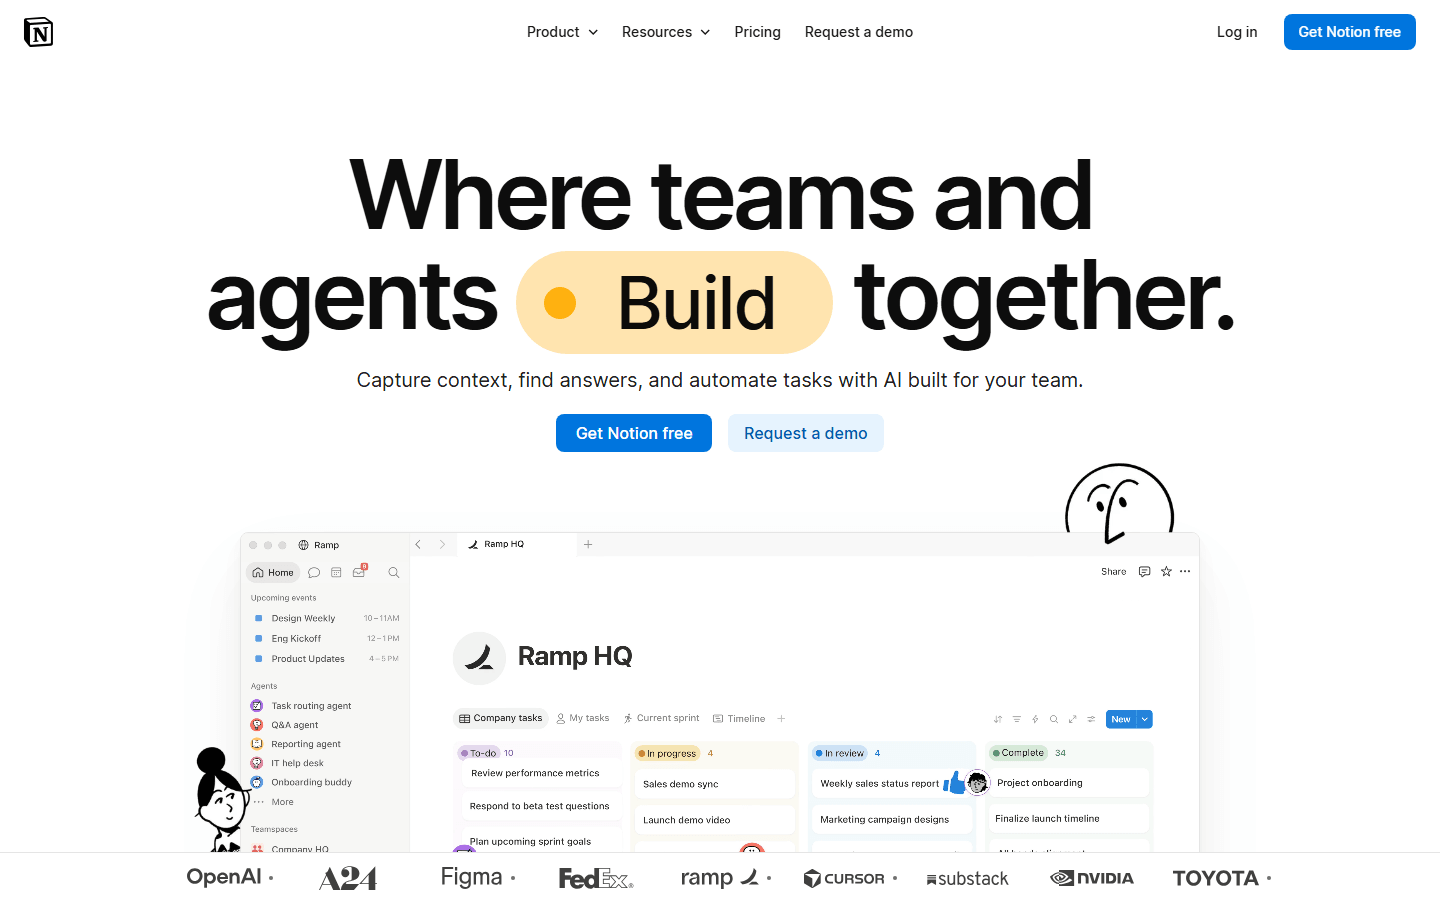 N
Product
Resources
Pricing
Request a demo
Log in
Get Notion free
Where teams and
agents Build together.
Capture context, find answers, and automate tasks with AI built for your team.
Get Notion free
Request a demo
Ramp
Ramp HQ
Home
9
Share
Upcoming events
Design Weekly 10–11AM
Eng Kickoff 12–1PM
Product Updates 4–5 PM
Agents
Task routing agent
Q&A agent
Reporting agent
IT help desk
Onboarding buddy
More
Teamspaces
Company HQ
Ramp HQ
Company tasks
My tasks
Current sprint
Timeline
New
To-do 10
Review performance metrics
Respond to beta test questions
Plan upcoming sprint goals
In progress 4
Sales demo sync
Launch demo video
In review 4
Weekly sales status report
Marketing campaign designs
Complete 34
Project onboarding
Finalize launch timeline
OpenAI
A24
Figma
FedEx®
ramp
CURSOR
substack
NVIDIA
TOYOTA